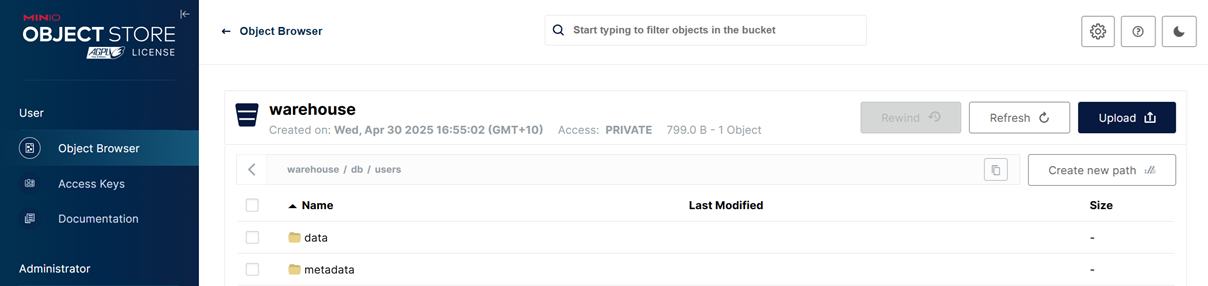 MINIO
OBJECT STORE
AGPL LICENSE
User
Object Browser
Access Keys
Documentation
Administrator
Object Browser
Start typing to filter objects in the bucket
warehouse
Created on: Wed, Apr 30 2025 16:55:02 (GMT+10) Access: PRIVATE 799.0 B - 1 Object
Rewind Refresh Upload
warehouse / db / users
Create new path
Name Last Modified Size
data -
metadata -